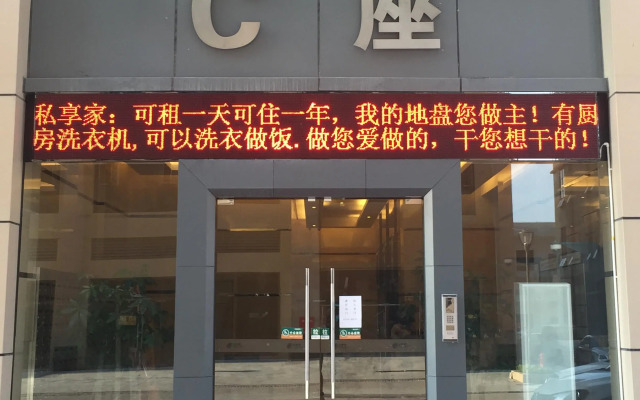 C 座
私享家：可租一天可住一年，我的地盘您做主！有厨
房洗衣机,可以洗衣做饭.做您爱做的，干您想干的！